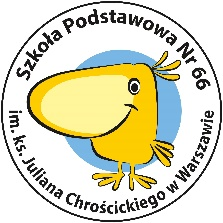 Szkoła Podstawowa Nr 66
im. ks. Juliana Chrościckiego w Warszawie